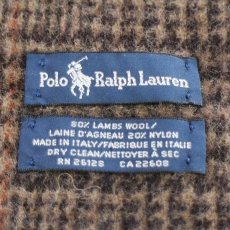 Polo Ralph Lauren
80% LAMBS WOOL/
LAINE D'AGNEAU 20% NYLON
MADE IN ITALY/FABRIQUE EN ITALIE
DRY CLEAN/NETTOYER À SEC
RN 26128 CA 22608